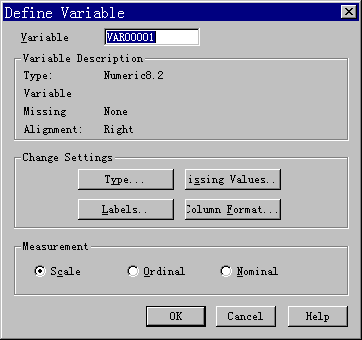 Define Variable
Variable VAR00001
Variable Description
Type: Numeric8.2
Variable
Missing None
Alignment: Right
Change Settings
Type... issing Values..
Labels.. Column Format...
Measurement
Scale Ordinal Nominal
OK Cancel Help